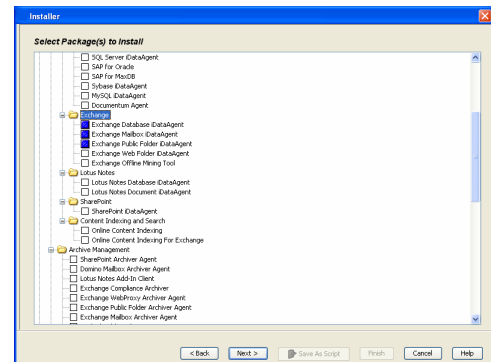 Installer
Select Package(s) to Install
SQL Server iDataAgent
SAP for Oracle
SAP for MaxDB
Sybase iDataAgent
MySQL iDataAgent
Documentum Agent
Exchange
Exchange Database iDataAgent
Exchange Mailbox iDataAgent
Exchange Public Folder iDataAgent
Exchange Web Folder iDataAgent
Exchange Offline Mining Tool
Lotus Notes
Lotus Notes Database iDataAgent
Lotus Notes Document iDataAgent
SharePoint
SharePoint iDataAgent
Content Indexing and Search
Online Content Indexing
Online Content Indexing For Exchange
Archive Management
SharePoint Archiver Agent
Domino Mailbox Archiver Agent
Lotus Notes Add-In Client
Exchange Compliance Archiver
Exchange WebProxy Archiver Agent
Exchange Public Folder Archiver Agent
Exchange Mailbox Archiver Agent
< Back Next > Save As Script Finish Cancel Help